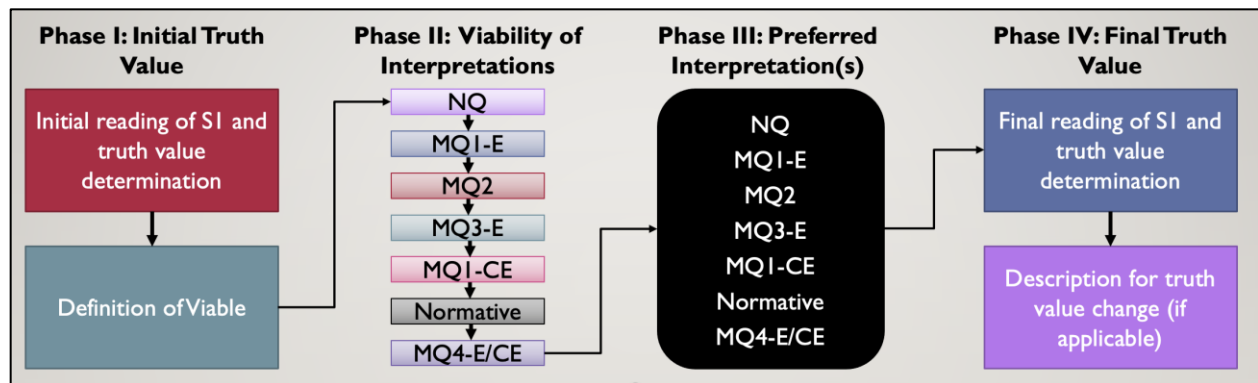 Phase I: Initial Truth
Value
Initial reading of S1 and
truth value
determination
Definition of Viable
Phase II: Viability of
Interpretations
NQ
MQ1-E
MQ2
MQ3-E
MQ1-CE
Normative
MQ4-E/CE
Phase III: Preferred
Interpretation(s)
NQ
MQ1-E
MQ2
MQ3-E
MQ1-CE
Normative
MQ4-E/CE
Phase IV: Final Truth
Value
Final reading of S1 and
truth value
determination
Description for truth
value change (if
applicable)